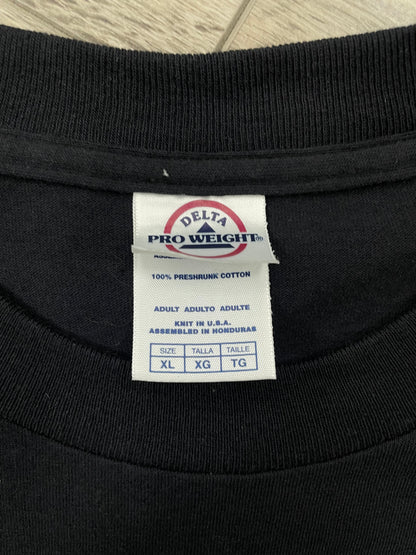 DELTA
PRO WEIGHT®
100% PRESHRUNK COTTON
ADULT ADULTO ADULTE
KNIT IN U.S.A.
ASSEMBLED IN HONDURAS
SIZE TALLA TAILLE
XL XG TG